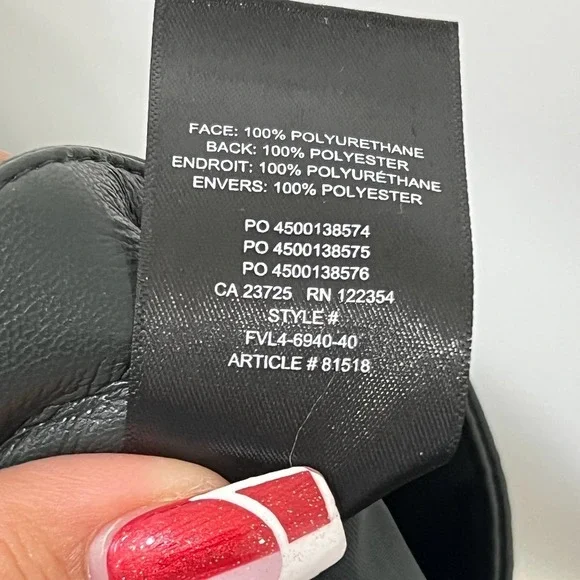 FACE: 100% POLYURETHANE
BACK: 100% POLYESTER
ENDROIT: 100% POLYURÉTHANE
ENVERS: 100% POLYESTER
PO 4500138574
PO 4500138575
PO 4500138576
CA 23725 RN 122354
STYLE #
FVL4-6940-40
ARTICLE # 81518